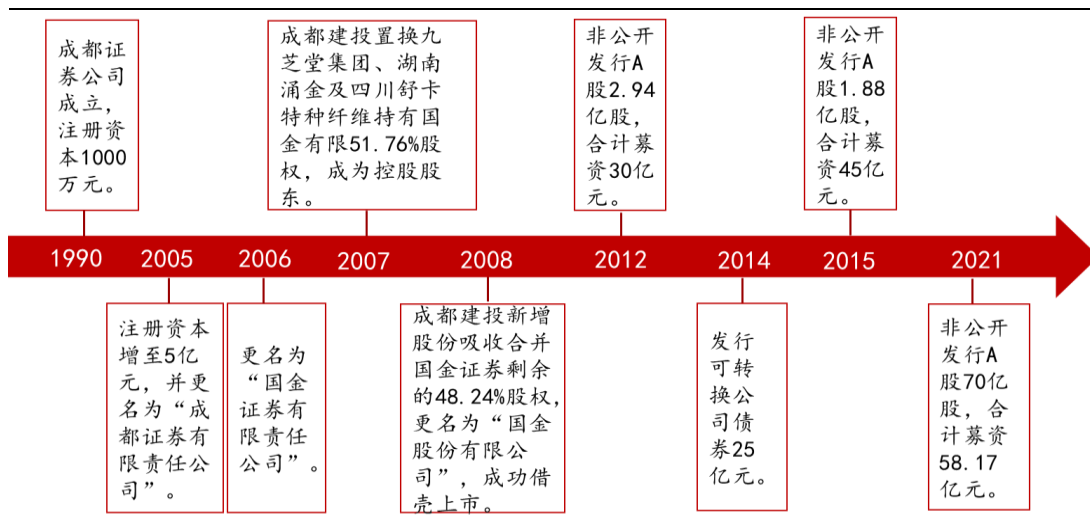 成都证
券公司
成立，
注册资
本1000
万元。
成都建投置换九
芝堂集团、湖南
涌金及四川舒卡
特种纤维持有国
金有限51.76%股
权，成为控股股
东。
非公开
发行A
股2.94
亿股，
合计募
资30亿
元。
非公开
发行A
股1.88
亿股，
合计募
资45亿
元。
1990
2005
2006
2007
2008
2012
2014
2015
2021
注册资本
增至5亿
元，并更
名为“成
都证券有
限责任公
司”。
更名为
“国金
证券有
限责任
公司”。
成都建投新增
股份吸收合并
国金证券剩余
的48.24%股权，
更名为“国金
股份有限公
司”，成功借
壳上市。
发行
可转
换公
司债
券25
亿元。
非公开
发行A
股70亿
股，合
计募资
58.17
亿元。